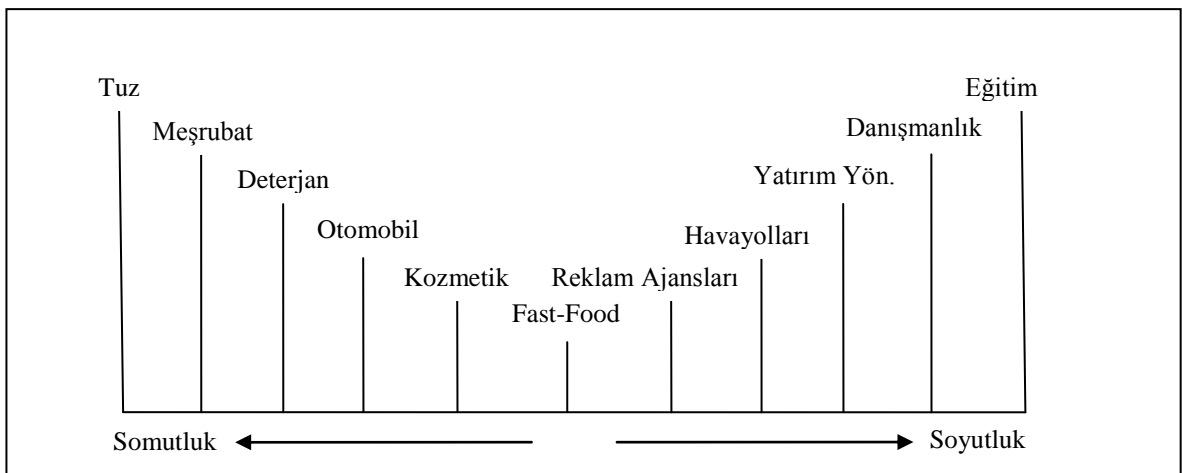 Tuz
Eğitim
Meşrubat
Danışmanlık
Deterjan
Yatırım Yön.
Otomobil
Havayolları
Kozmetik
Reklam Ajansları
Fast-Food
Somutluk
Soyutluk